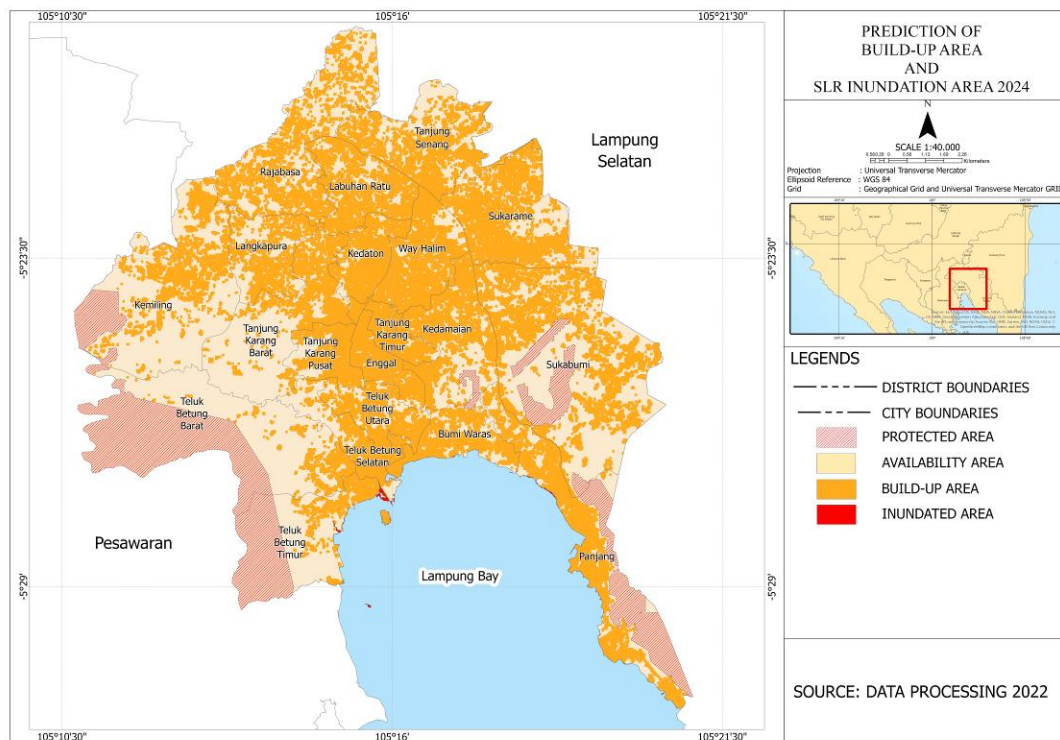 105°10'30"
105°16'
105°21'30"
-5°23'30"
-5°23'30"
-5°29'
-5°29'
105°10'30"
105°16'
105°21'30"
Lampung
Selatan
Tanjung
Senang
Rajabasa
Labuhan Ratu
Sukarame
Langkapura
Kedaton
Way Halim
Kemiling
Tanjung
Karang
Barat
Tanjung
Karang
Pusat
Tanjung
Karang
Timur
Kedamaian
Enggal
Sukabumi
Teluk
Betung
Barat
Teluk
Betung
Utara
Bumi Waras
Teluk Betung
Selatan
Teluk
Betung
Timur
Pesawaran
Panjang
Lampung Bay
PREDICTION OF
BUILD-UP AREA
AND
SLR INUNDATION AREA 2024
N
SCALE 1:40.000
Kilometers
Projection : Universal Transverse Mercator
Ellipsoid Reference : WGS 84
Grid : Geographical Grid and Universal Transverse Mercator GRID
LEGENDS
DISTRICT BOUNDARIES
CITY BOUNDARIES
PROTECTED AREA
AVAILABILITY AREA
BUILD-UP AREA
INUNDATED AREA
SOURCE: DATA PROCESSING 2022